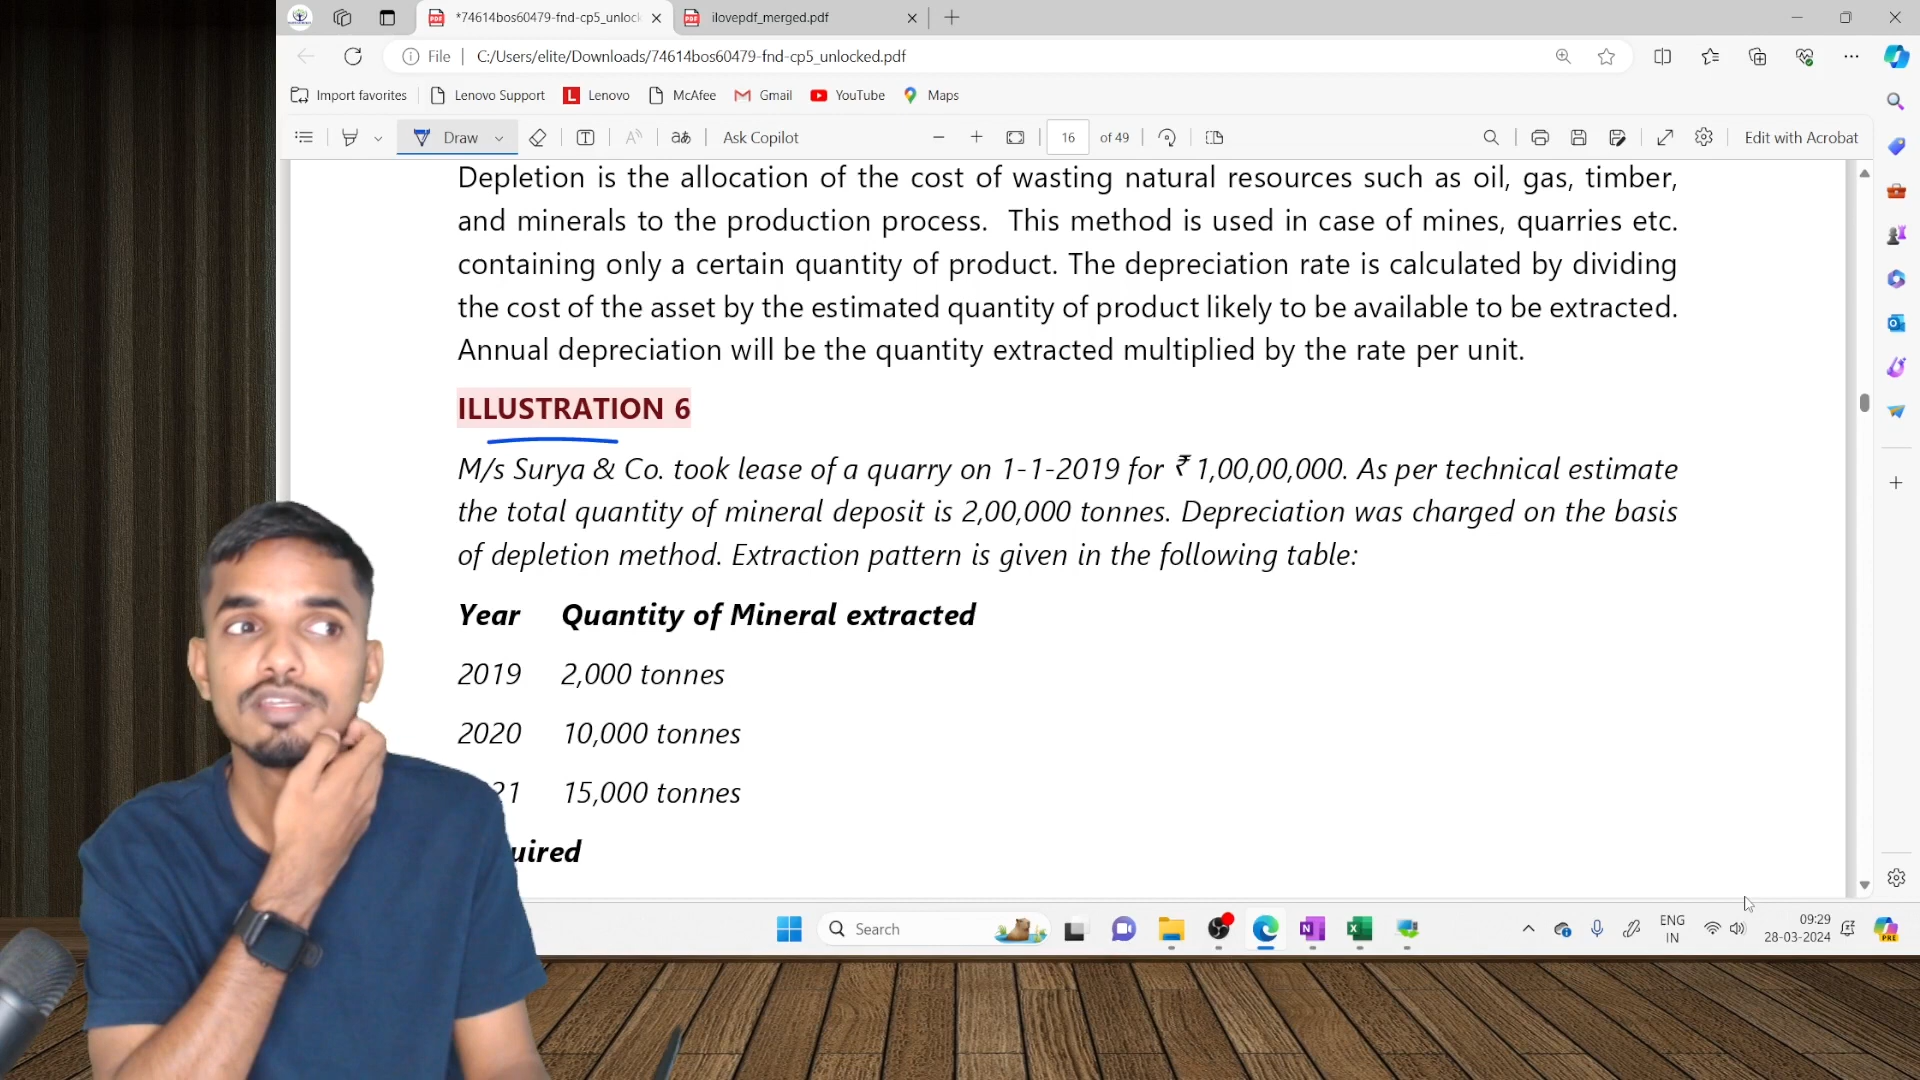 *74614bos60479-fnd-cp5_unlock
ilovepdf_merged.pdf
File
C:/Users/elite/Downloads/74614bos60479-fnd-cp5_unlocked.pdf
Import favorites
Lenovo Support
L Lenovo
McAfee
Gmail
YouTube
Maps
Draw
Ask Copilot
16 of 49
Edit with Acrobat
Depletion is the allocation of the cost of wasting natural resources such as oil, gas, timber,
and minerals to the production process. This method is used in case of mines, quarries etc.
containing only a certain quantity of product. The depreciation rate is calculated by dividing
the cost of the asset by the estimated quantity of product likely to be available to be extracted.
Annual depreciation will be the quantity extracted multiplied by the rate per unit.
ILLUSTRATION 6
M/s Surya & Co. took lease of a quarry on 1-1-2019 for ₹ 1,00,00,000. As per technical estimate
the total quantity of mineral deposit is 2,00,000 tonnes. Depreciation was charged on the basis
of depletion method. Extraction pattern is given in the following table:
Year Quantity of Mineral extracted
2019 2,000 tonnes
2020 10,000 tonnes
21 15,000 tonnes
uired
Search
ENG
IN
09:29
28-03-2024